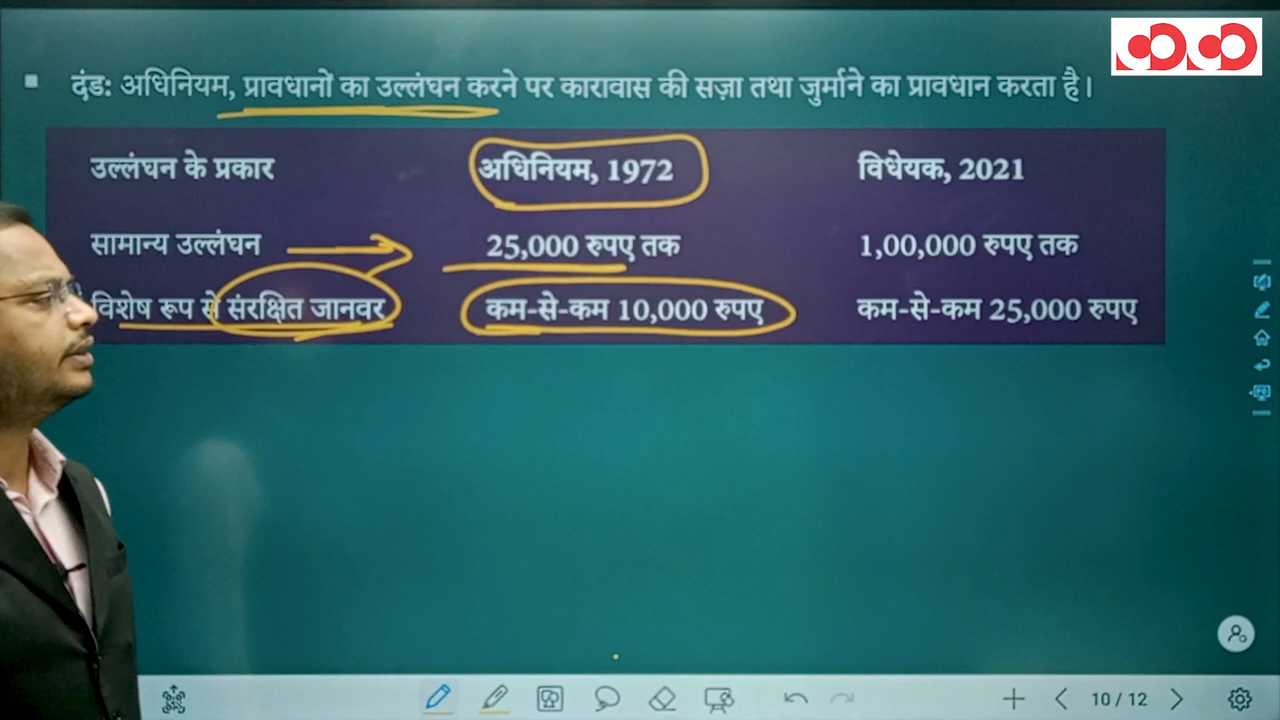 दंड: अधिनियम, प्रावधानों का उल्लंघन करने पर कारावास की सज़ा तथा जुर्माने का प्रावधान करता है।
उल्लंघन के प्रकार अधिनियम, 1972 विधेयक, 2021
सामान्य उल्लंघन 25,000 रुपए तक 1,00,000 रुपए तक
विशेष रूप से संरक्षित जानवर कम-से-कम 10,000 रुपए कम-से-कम 25,000 रुपए
10 / 12